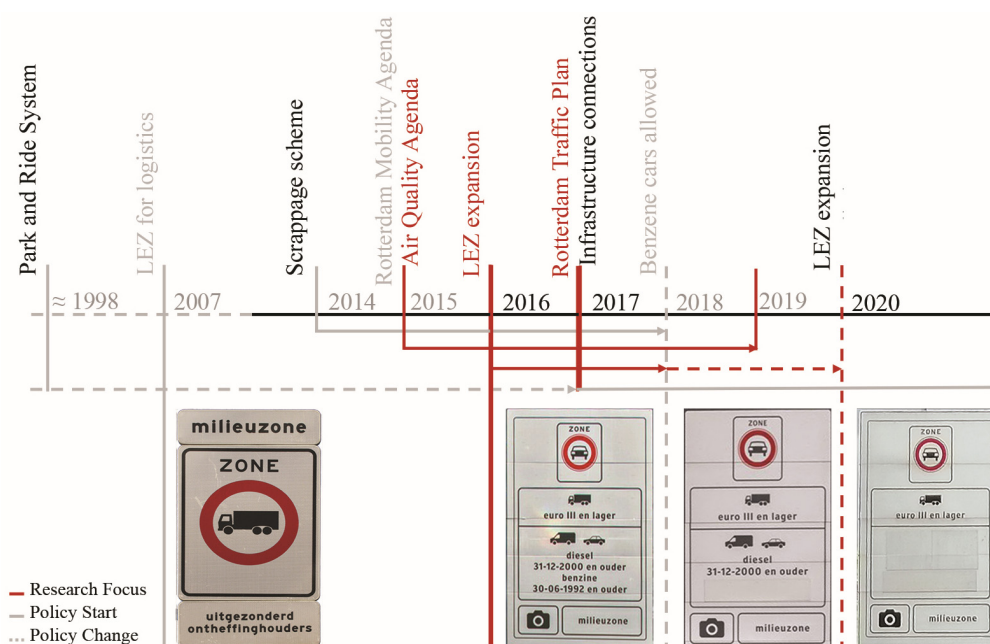 Park and Ride System
LEZ for logistics
Scrappage scheme
Rotterdam Mobility Agenda
Air Quality Agenda
LEZ expansion
Rotterdam Traffic Plan
Infrastructure connections
Benzene cars allowed
LEZ expansion
≈ 1998
2007
2014
2015
2016
2017
2018
2019
2020
milieuzone
ZONE
uitgezonderd
ontheffinghouders
ZONE
euro III en lager
diesel
31-12-2000 en ouder
benzine
30-06-1992 en ouder
milieuzone
ZONE
euro III en lager
diesel
31-12-2000 en ouder
milieuzone
ZONE
euro III en lager
milieuzone
Research Focus
Policy Start
Policy Change